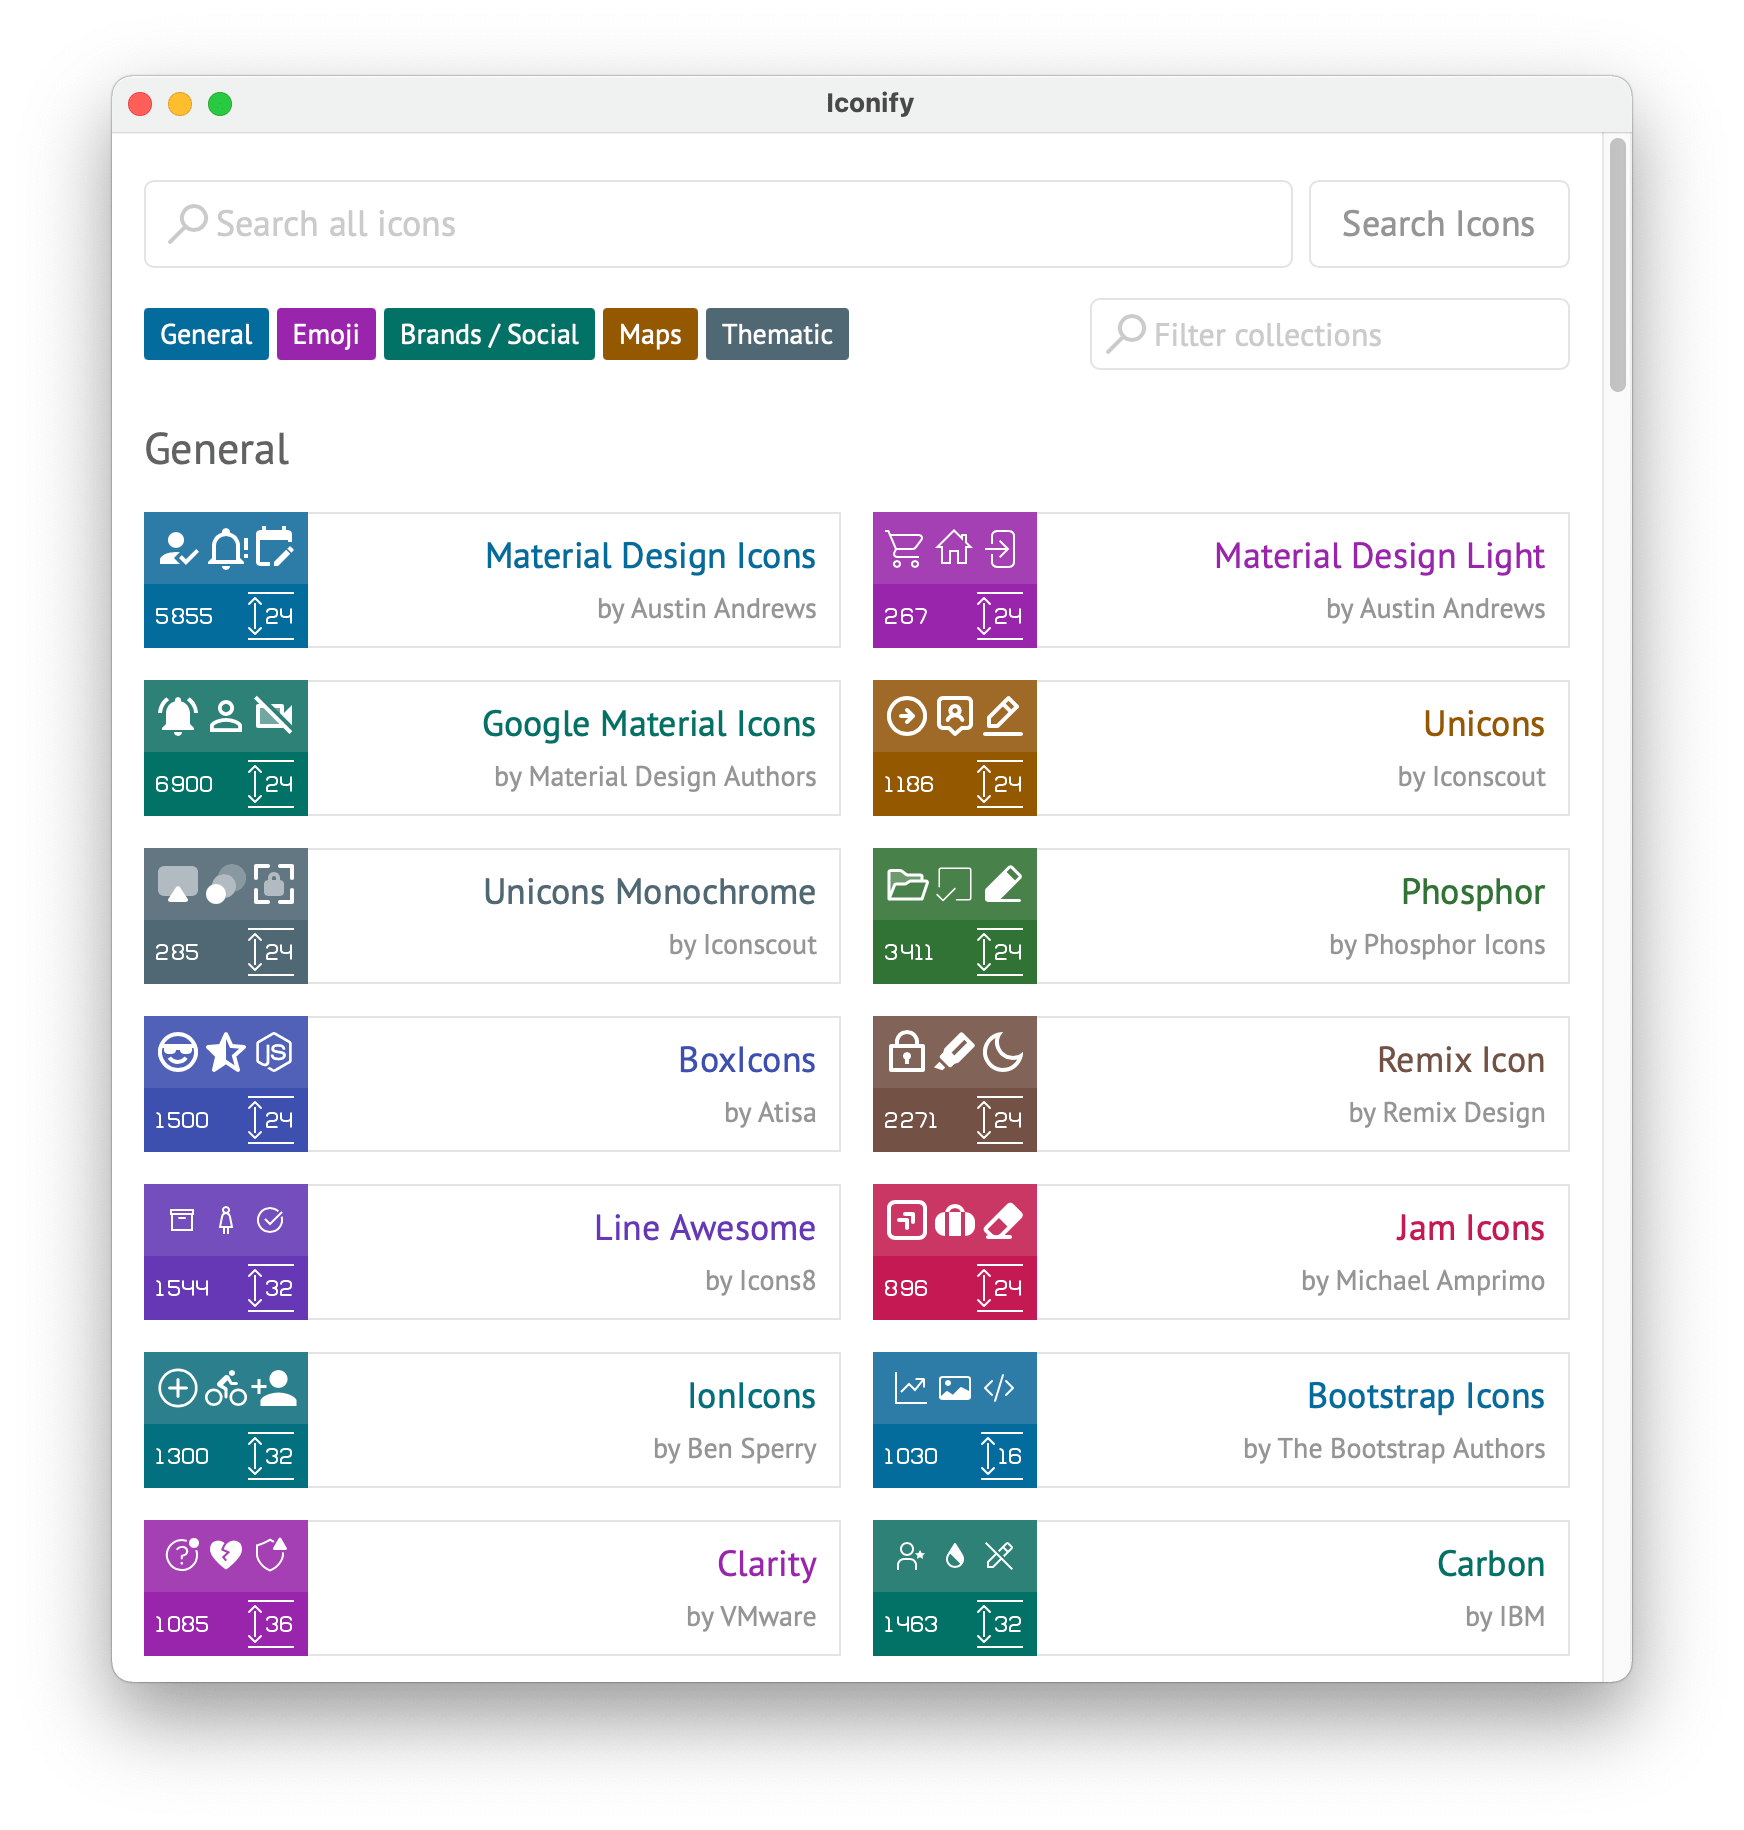 Iconify
Search all icons
Search Icons
General
Emoji
Brands / Social
Maps
Thematic
Filter collections
General
5855
24
Material Design Icons
by Austin Andrews
267
24
Material Design Light
by Austin Andrews
6900
24
Google Material Icons
by Material Design Authors
1186
24
Unicons
by Iconscout
285
24
Unicons Monochrome
by Iconscout
3411
24
Phosphor
by Phosphor Icons
JS
1500
24
BoxIcons
by Atisa
2271
24
Remix Icon
by Remix Design
1544
32
Line Awesome
by Icons8
896
24
Jam Icons
by Michael Amprimo
1300
32
IonIcons
by Ben Sperry
1030
16
Bootstrap Icons
by The Bootstrap Authors
1085
36
Clarity
by VMware
1463
32
Carbon
by IBM